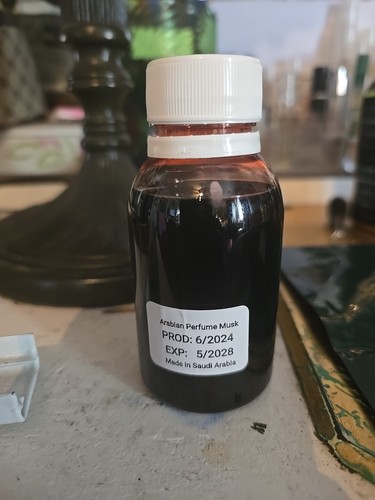 Arabian Perfume Musk
PROD: 6/2024
EXP: 5/2028
Made in Saudi Arabia